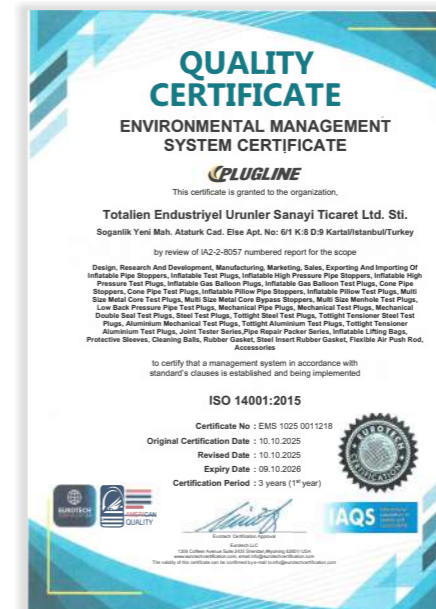 QUALITY
CERTIFICATE
ENVIRONMENTAL MANAGEMENT
SYSTEM CERTIFICATE
PLUGLINE
This certificate is granted to the organization,
Totalien Endustriyel Urunler Sanayi Ticaret Ltd. Sti.
Soganlik Yeni Mah. Ataturk Cad. Else Apt. No: 6/1 K:8 D:9 Kartal/Istanbul/Turkey
by review of IA2-2-8057 numbered report for the scope
Design, Research And Development, Manufacturing, Marketing, Sales, Exporting And Importing Of
Inflatable Pipe Stoppers, Inflatable Test Plugs, Inflatable High Pressure Pipe Stoppers, Inflatable High
Pressure Test Plugs, Inflatable Gas Balloon Plugs, Inflatable Gas Balloon Test Plugs, Cone Pipe
Stoppers, Cone Pipe Test Plugs, Inflatable Pillow Pipe Stoppers, Inflatable Pillow Test Plugs, Multi
Size Metal Core Test Plugs, Multi Size Metal Core Bypass Stoppers, Multi Size Menhole Test Plugs,
Low Back Pressure Pipe Test Plugs, Mechanical Pipe Plugs, Mechanical Test Plugs, Mechanical
Double Seal Test Plugs, Steel Test Plugs, Tottight Steel Test Plugs, Tottight Tensioner Steel Test
Plugs, Aluminium Mechanical Test Plugs, Tottight Aluminium Test Plugs, Tottight Tensioner
Aluminium Test Plugs, Joint Tester Series,Pipe Repair Packer Series, Inflatable Lifting Bags,
Protective Sleeves, Cleaning Balls, Rubber Gasket, Steel Insert Rubber Gasket, Flexible Air Push Rod,
Accessories
to certify that a management system in accordance with
standard's clauses is established and being implemented
ISO 14001:2015
Certificate No : EMS 1025 0011218
Original Certification Date : 10.10.2025
Revised Date : 10.10.2025
Expiry Date : 09.10.2026
Certification Period : 3 years (1st year)
EUROTECH
CERTIFICATION
EUROTECH
AMERICAN
QUALITY
IAQS
Eurotech Certification Approval
Eurotech LLC